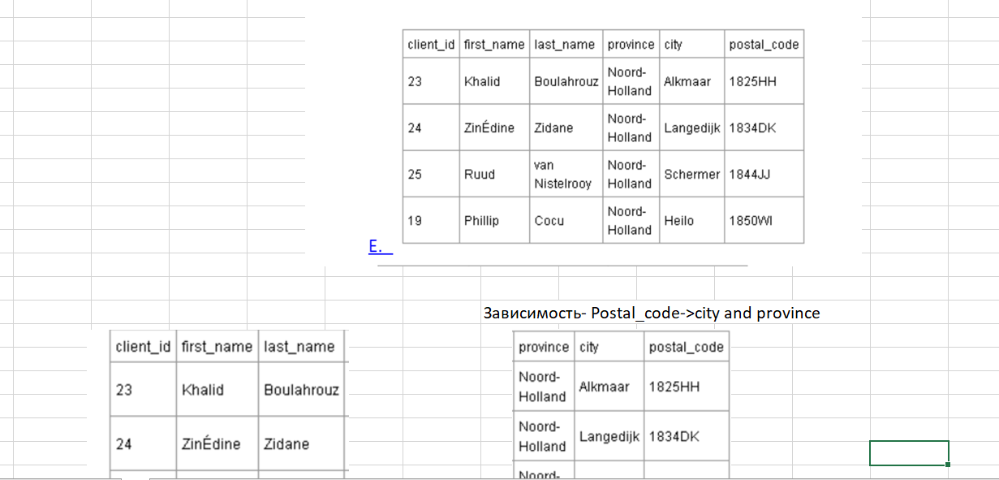 client_id first_name last_name province city postal_code
23 Khalid Boulahrouz Noord-Holland Alkmaar 1825HH
24 ZinÉdine Zidane Noord-Holland Langedijk 1834DK
25 Ruud van Nistelrooy Noord-Holland Schermer 1844JJ
19 Phillip Cocu Noord-Holland Heilo 1850WI
E.
Зависимость- Postal_code->city and province
client_id first_name last_name
23 Khalid Boulahrouz
24 ZinÉdine Zidane
province city postal_code
Noord-Holland Alkmaar 1825HH
Noord-Holland Langedijk 1834DK
Noord-